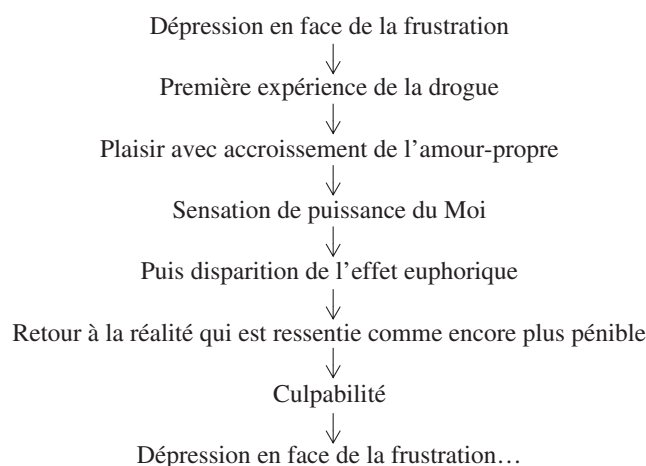 Dépression en face de la frustration
Première expérience de la drogue
Plaisir avec accroissement de l’amour-propre
Sensation de puissance du Moi
Puis disparition de l’effet euphorique
Retour à la réalité qui est ressentie comme encore plus pénible
Culpabilité
Dépression en face de la frustration…